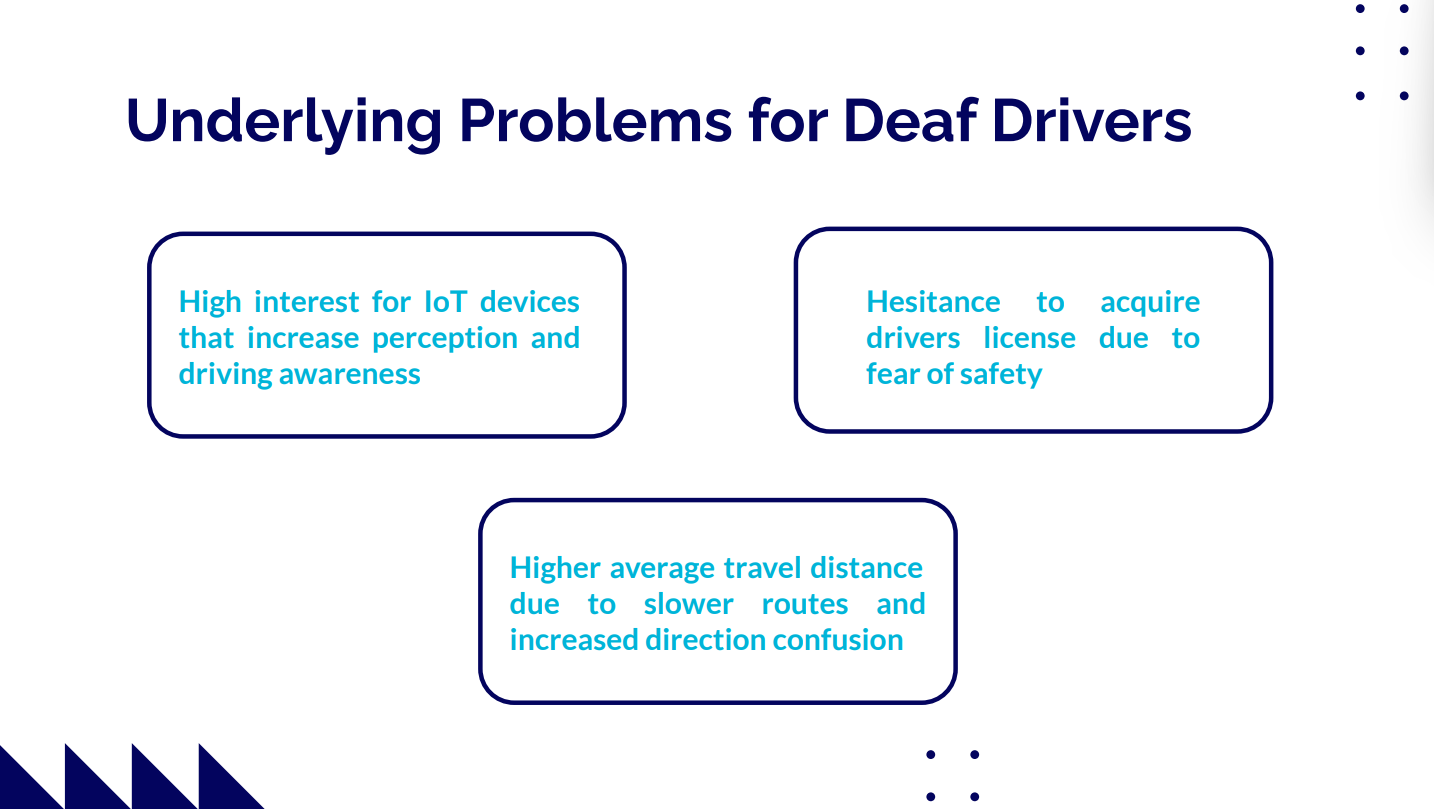 Underlying Problems for Deaf Drivers
High interest for IoT devices
that increase perception and
driving awareness
Hesitance to acquire
drivers license due to
fear of safety
Higher average travel distance
due to slower routes and
increased direction confusion